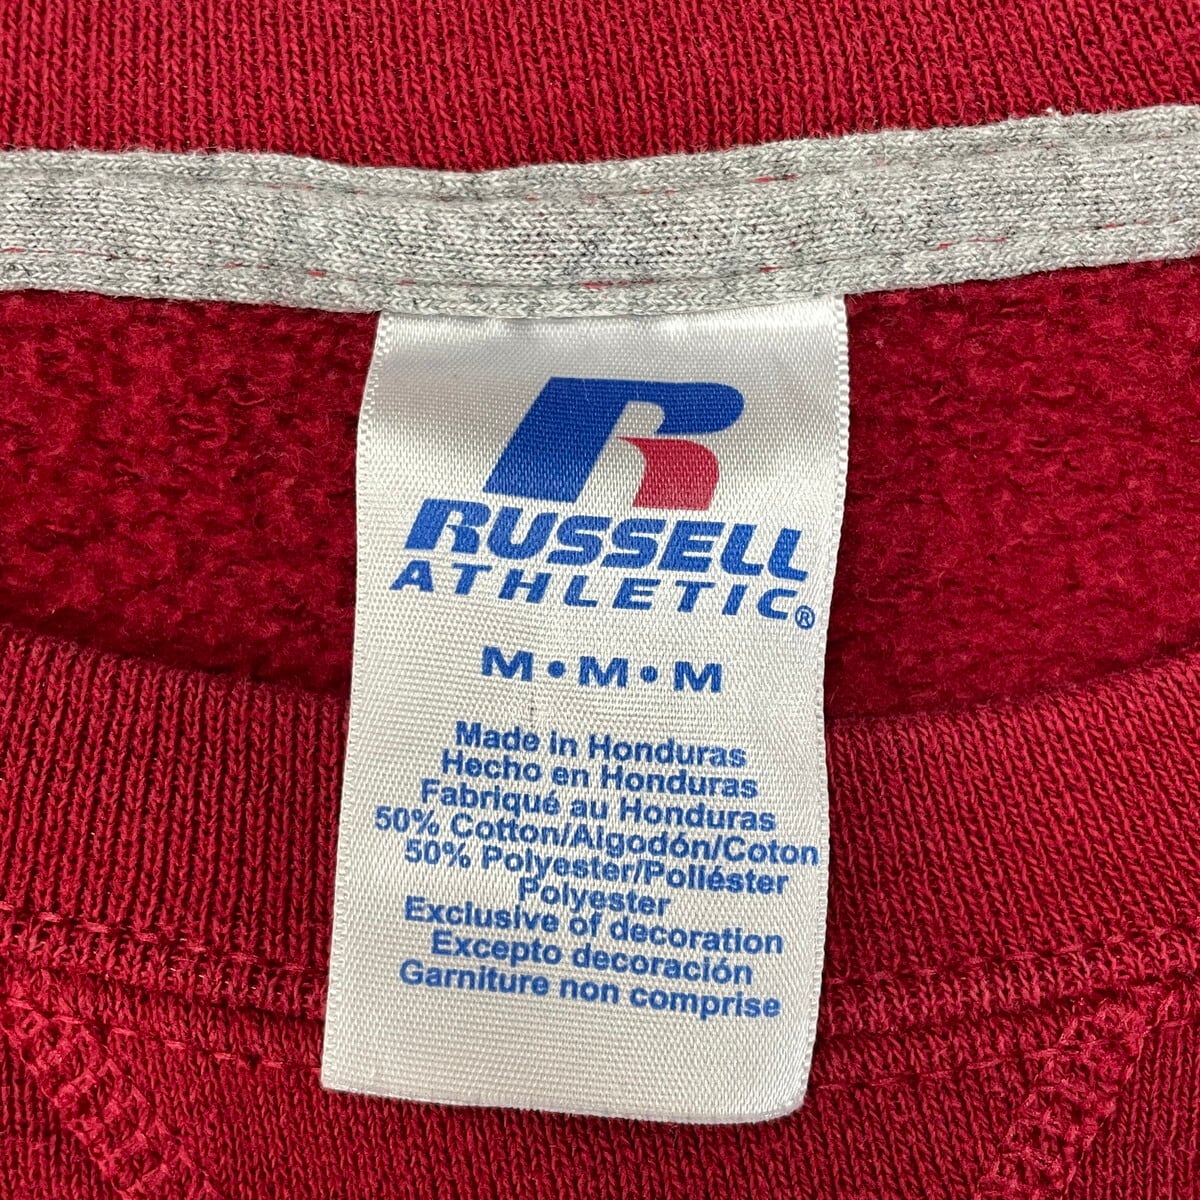 R
RUSSELL
ATHLETIC®
M • M • M
Made in Honduras
Hecho en Honduras
Fabriqué au Honduras
50% Cotton/Algodón/Coton
50% Polyester/Poliéster
Polyester
Exclusive of decoration
Excepto decoración
Garniture non comprise